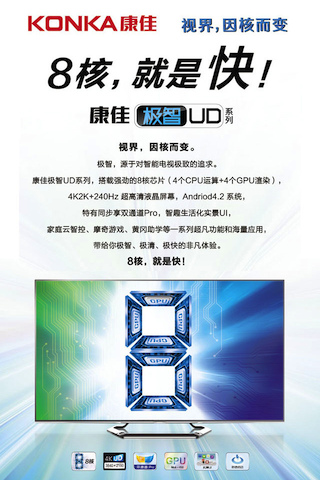 KONKA康佳
视界，因核而变
8核，就是快！
康佳 极智UD系列
视界，因核而变。
极智，源于对智能电视极致的追求。
康佳极智UD系列，搭载强劲的8核芯片（4个CPU运算+4个GPU渲染），
4K2K+240Hz 超高清液晶屏幕，Andriod4.2 系统，
特有同步享双通道Pro，智趣生活化实景UI，
家庭云智控、摩奇游戏、黄冈助学等一系列超凡功能和海量应用，
带给你极智、极清、极快的非凡体验。
8核，就是快！
GPU
GPU
8核
4K UD
GPU